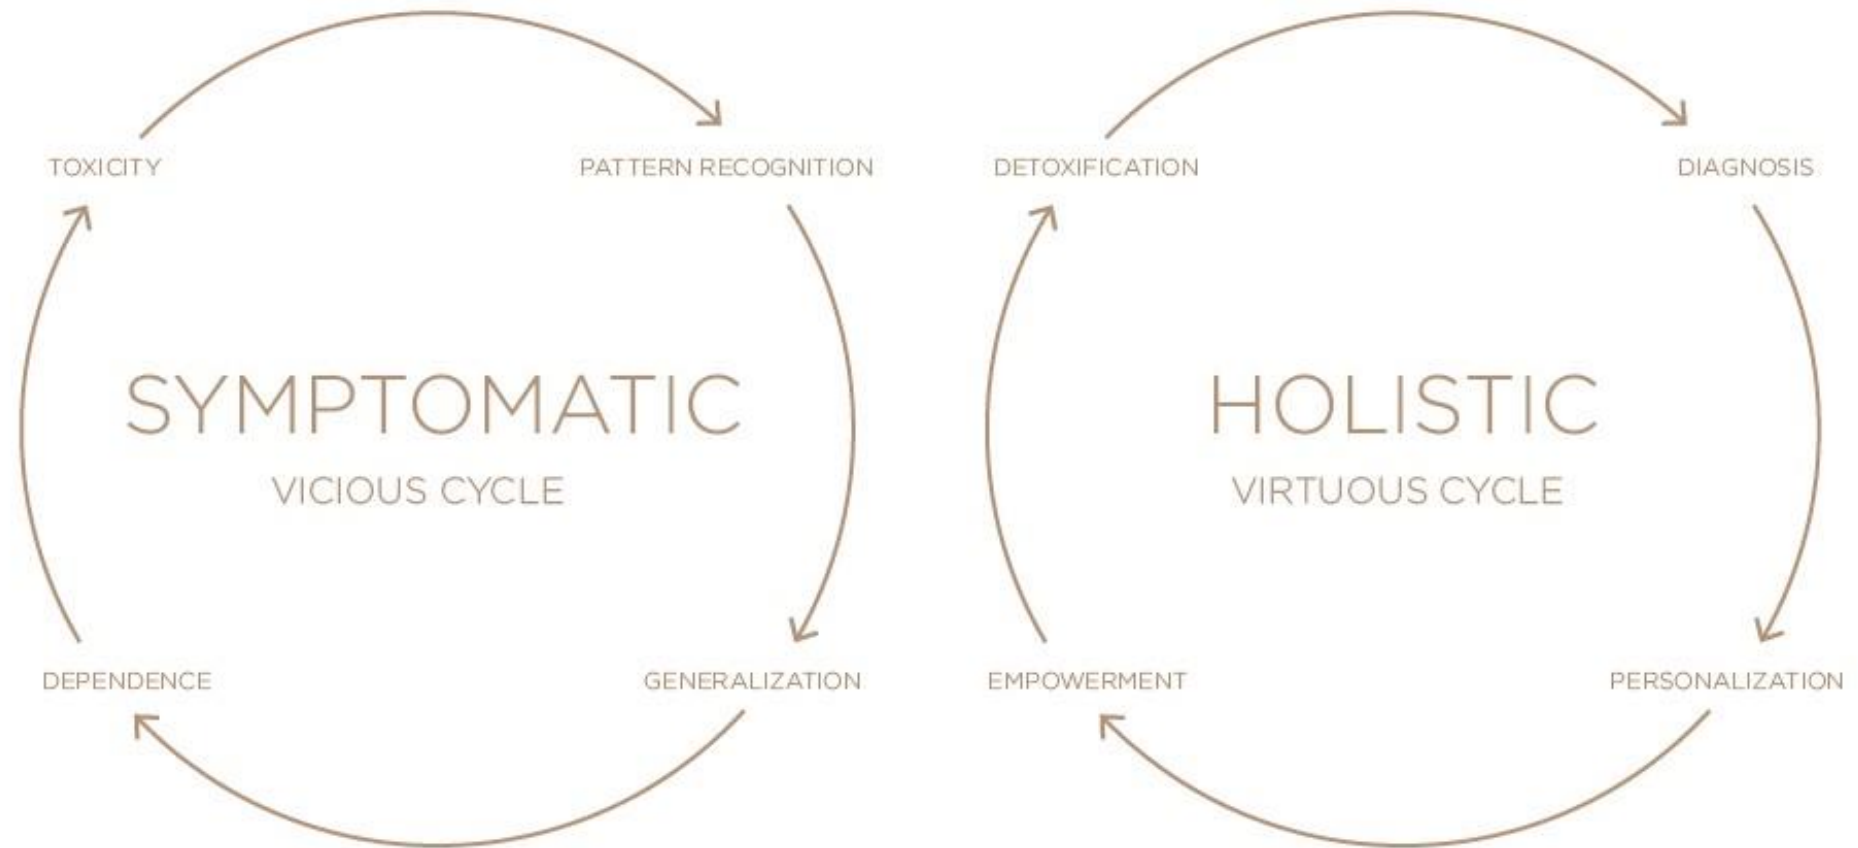 TOXICITY
PATTERN RECOGNITION
SYMPTOMATIC
VICIOUS CYCLE
DEPENDENCE
GENERALIZATION
DETOXIFICATION
DIAGNOSIS
HOLISTIC
VIRTUOUS CYCLE
EMPOWERMENT
PERSONALIZATION